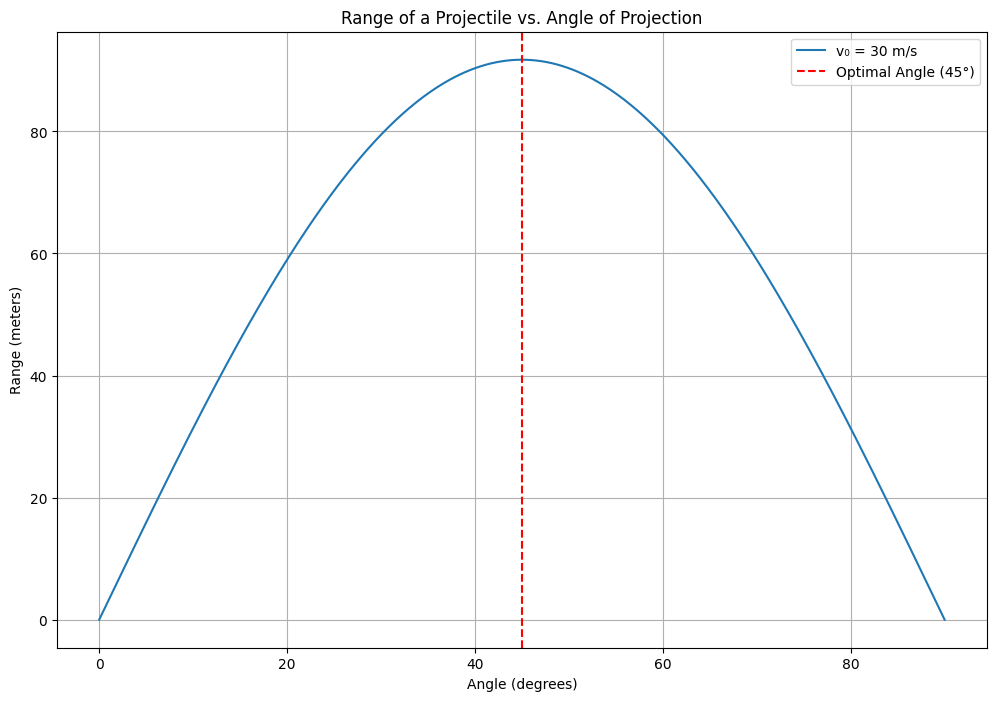 Range of a Projectile vs. Angle of Projection
v₀ = 30 m/s
Optimal Angle (45°)
Range (meters)
80
60
40
20
0
0 20 40 60 80
Angle (degrees)